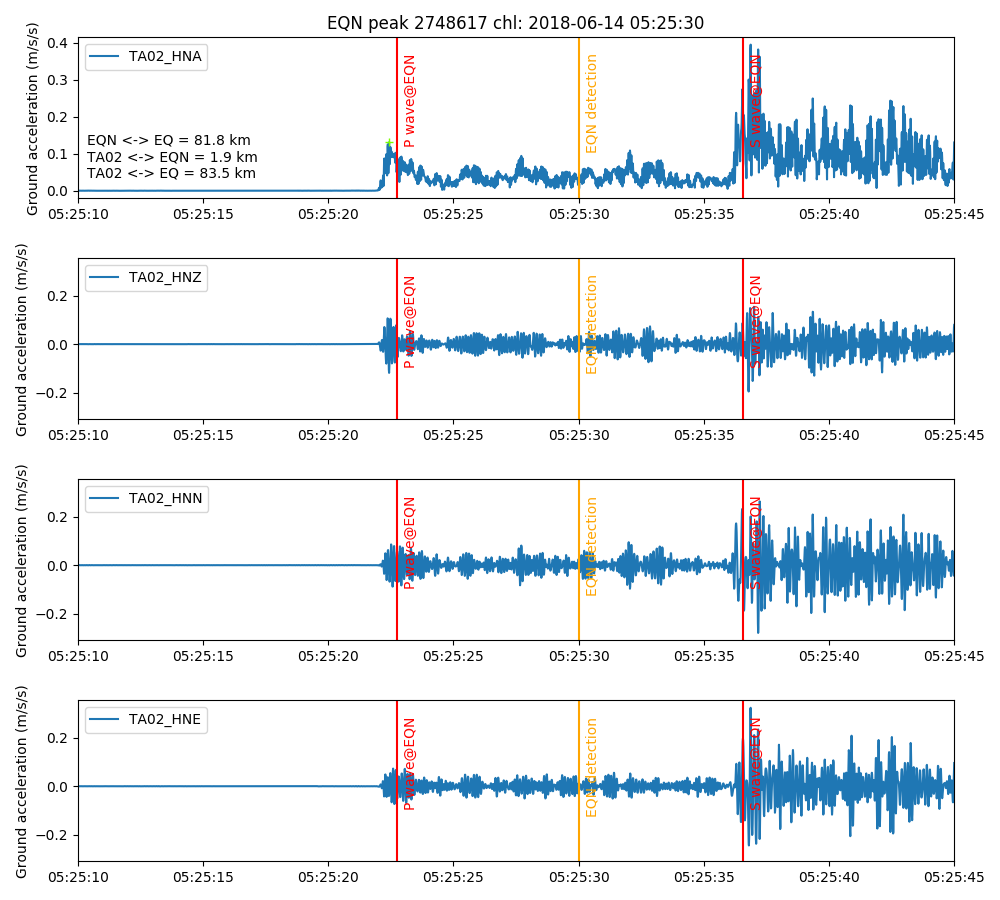 EQN peak 2748617 chl: 2018-06-14 05:25:30
Ground acceleration (m/s/s)
0.4
0.3
0.2
0.1
0.0
TA02_HNA
EQN <-> EQ = 81.8 km
TA02 <-> EQN = 1.9 km
TA02 <-> EQ = 83.5 km
P wave@EQN
EQN detection
S wave@EQN
05:25:10 05:25:15 05:25:20 05:25:25 05:25:30 05:25:35 05:25:40 05:25:45
Ground acceleration (m/s/s)
0.2
0.0
−0.2
TA02_HNZ
P wave@EQN
EQN detection
S wave@EQN
05:25:10 05:25:15 05:25:20 05:25:25 05:25:30 05:25:35 05:25:40 05:25:45
Ground acceleration (m/s/s)
0.2
0.0
−0.2
TA02_HNN
P wave@EQN
EQN detection
S wave@EQN
05:25:10 05:25:15 05:25:20 05:25:25 05:25:30 05:25:35 05:25:40 05:25:45
Ground acceleration (m/s/s)
0.2
0.0
−0.2
TA02_HNE
P wave@EQN
EQN detection
S wave@EQN
05:25:10 05:25:15 05:25:20 05:25:25 05:25:30 05:25:35 05:25:40 05:25:45